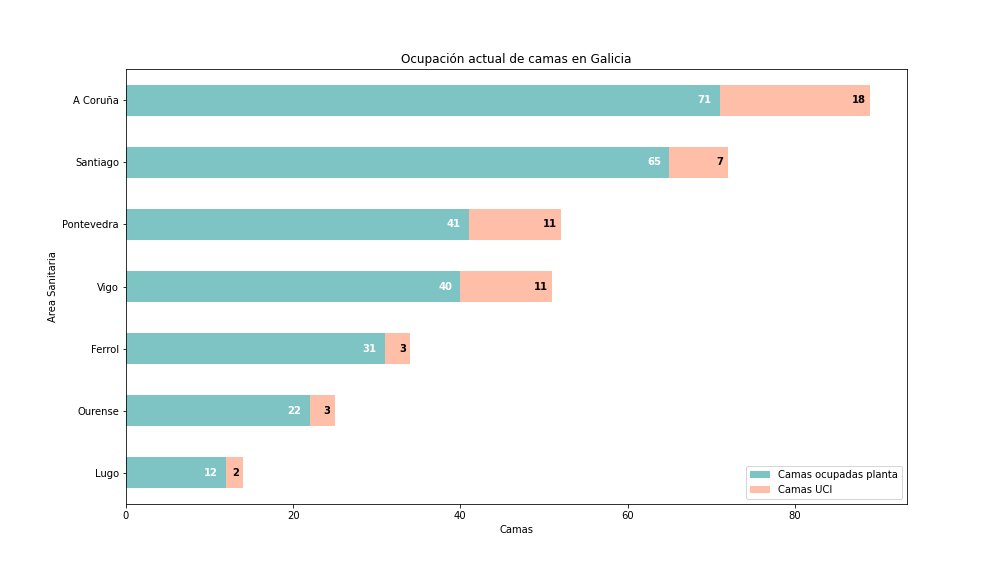 Ocupación actual de camas en Galicia
Area Sanitaria
A Coruña 71 18
Santiago 65 7
Pontevedra 41 11
Vigo 40 11
Ferrol 31 3
Ourense 22 3
Lugo 12 2
Camas ocupadas planta
Camas UCI
0 20 40 60 80
Camas